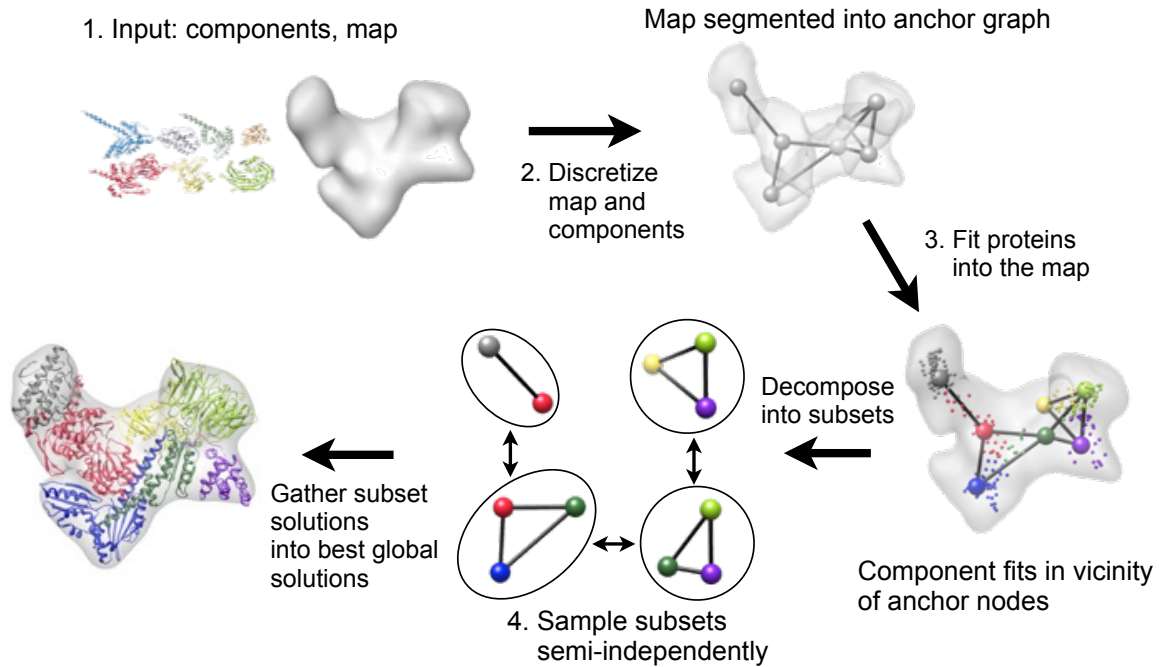 1. Input: components, map
Map segmented into anchor graph
2. Discretize
map and
components
3. Fit proteins
into the map
Component fits in vicinity
of anchor nodes
Decompose
into subsets
4. Sample subsets
semi-independently
Gather subset
solutions
into best global
solutions